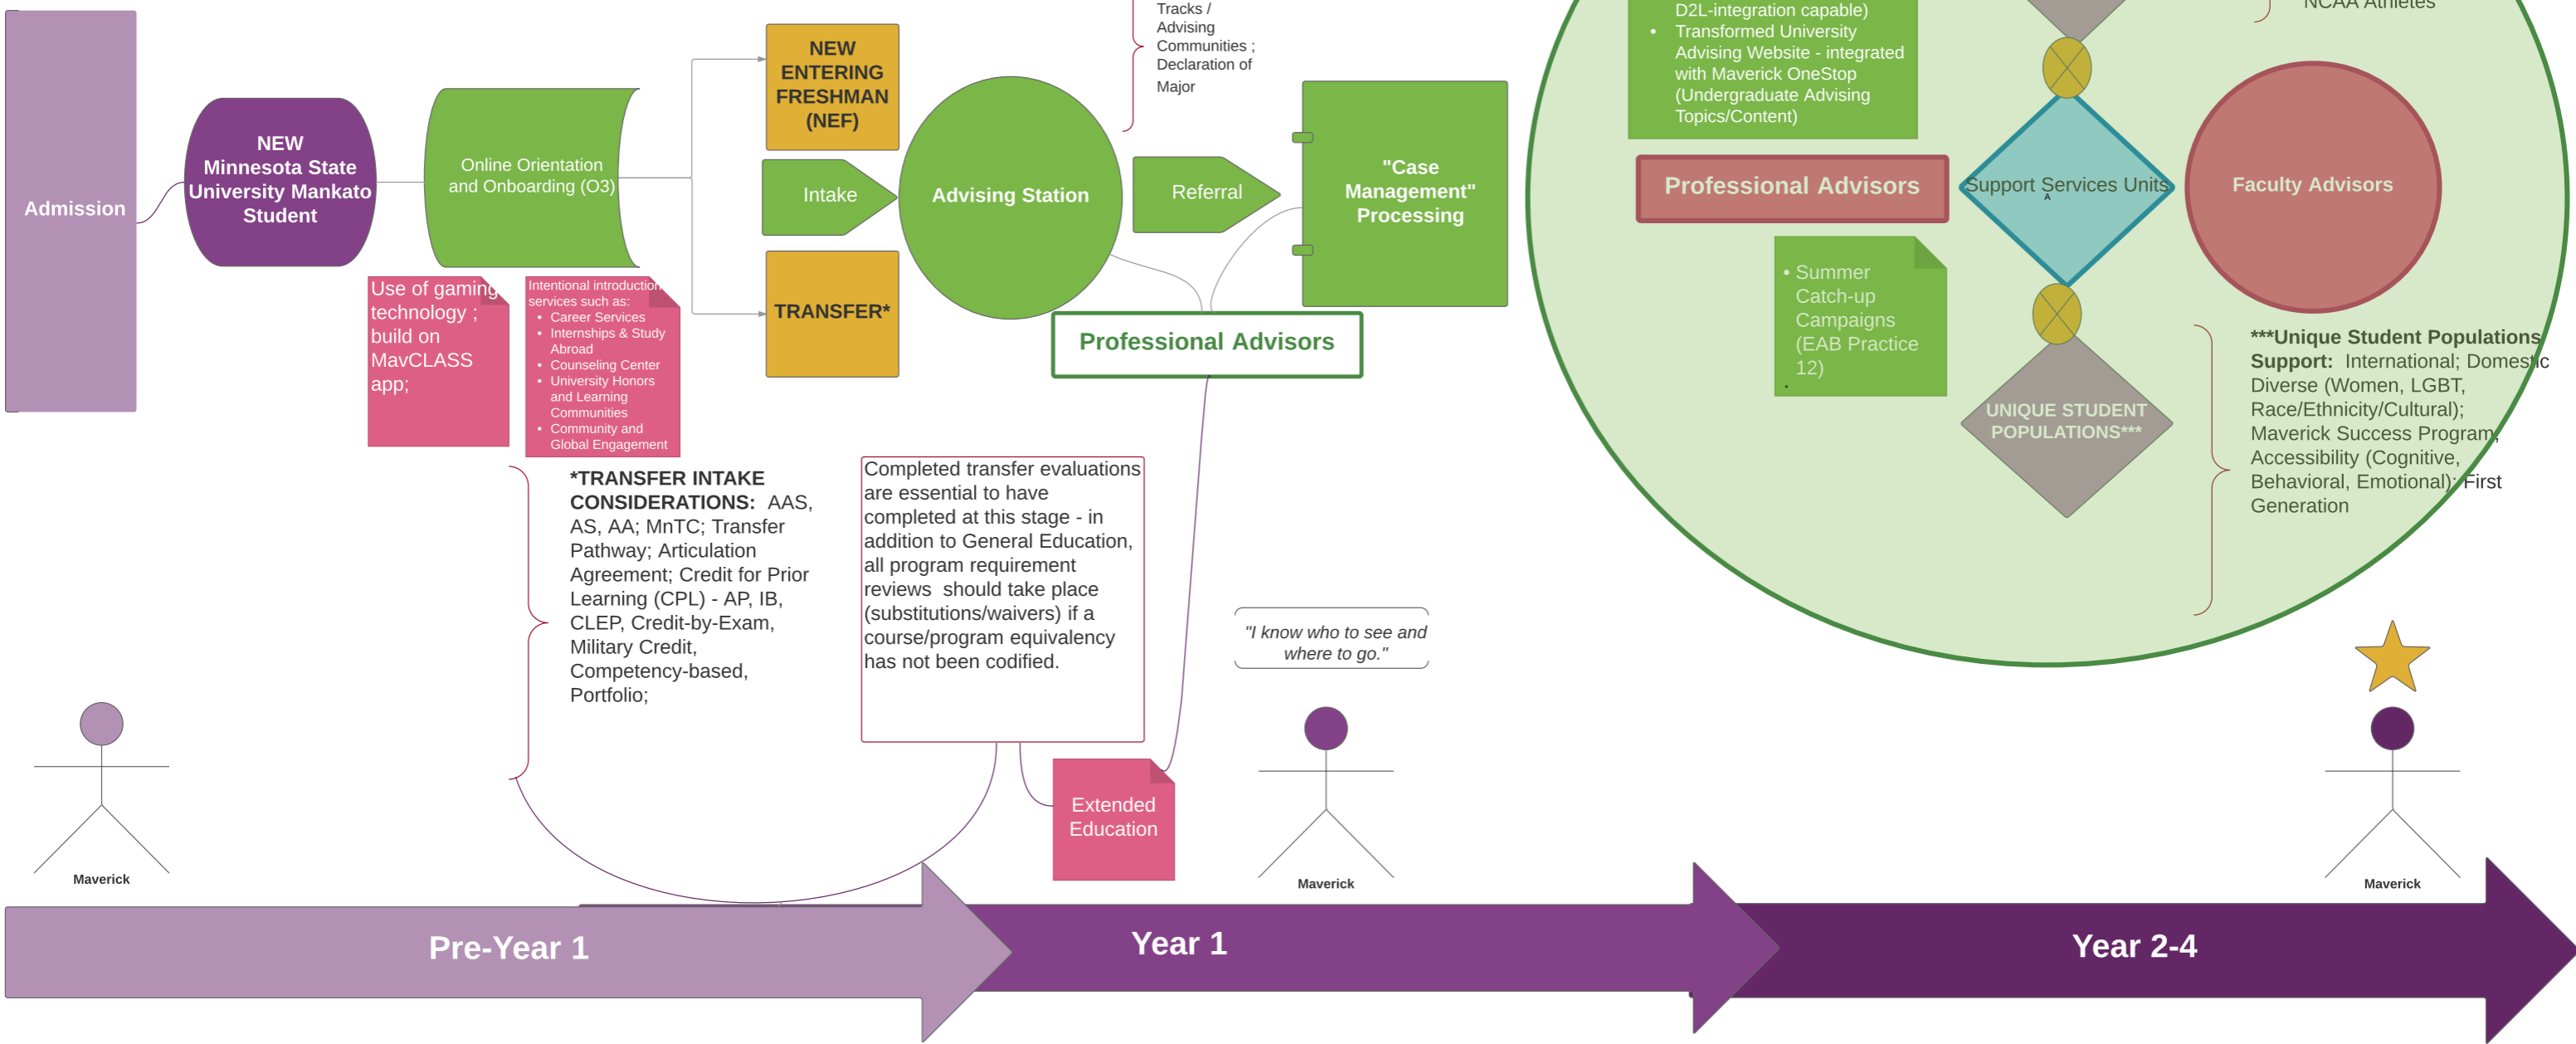 Admission
NEW
Minnesota State
University Mankato
Student
Online Orientation
and Onboarding (O3)
Use of gaming
technology ;
build on
MavCLASS
app;
Intentional introduction
services such as:
• Career Services
• Internships & Study
Abroad
• Counseling Center
• University Honors
and Learning
Communities
• Community and
Global Engagement
NEW
ENTERING
FRESHMAN
(NEF)
Intake
TRANSFER*
Advising Station
Tracks /
Advising
Communities ;
Declaration of
Major
Referral
"Case
Management"
Processing
Professional Advisors
*TRANSFER INTAKE
CONSIDERATIONS: AAS,
AS, AA; MnTC; Transfer
Pathway; Articulation
Agreement; Credit for Prior
Learning (CPL) - AP, IB,
CLEP, Credit-by-Exam,
Military Credit,
Competency-based,
Portfolio;
Completed transfer evaluations
are essential to have
completed at this stage - in
addition to General Education,
all program requirement
reviews should take place
(substitutions/waivers) if a
course/program equivalency
has not been codified.
Extended
Education
"I know who to see and
where to go."
D2L-integration capable)
• Transformed University
Advising Website - integrated
with Maverick OneStop
(Undergraduate Advising
Topics/Content)
Professional Advisors
Support Services Units
A
Faculty Advisors
NCAA Athletes
• Summer
Catch-up
Campaigns
(EAB Practice
12)
.
UNIQUE STUDENT
POPULATIONS***
***Unique Student Populations
Support: International; Domestic
Diverse (Women, LGBT,
Race/Ethnicity/Cultural);
Maverick Success Program;
Accessibility (Cognitive,
Behavioral, Emotional); First
Generation
Maverick
Maverick
Maverick
Pre-Year 1
Year 1
Year 2-4